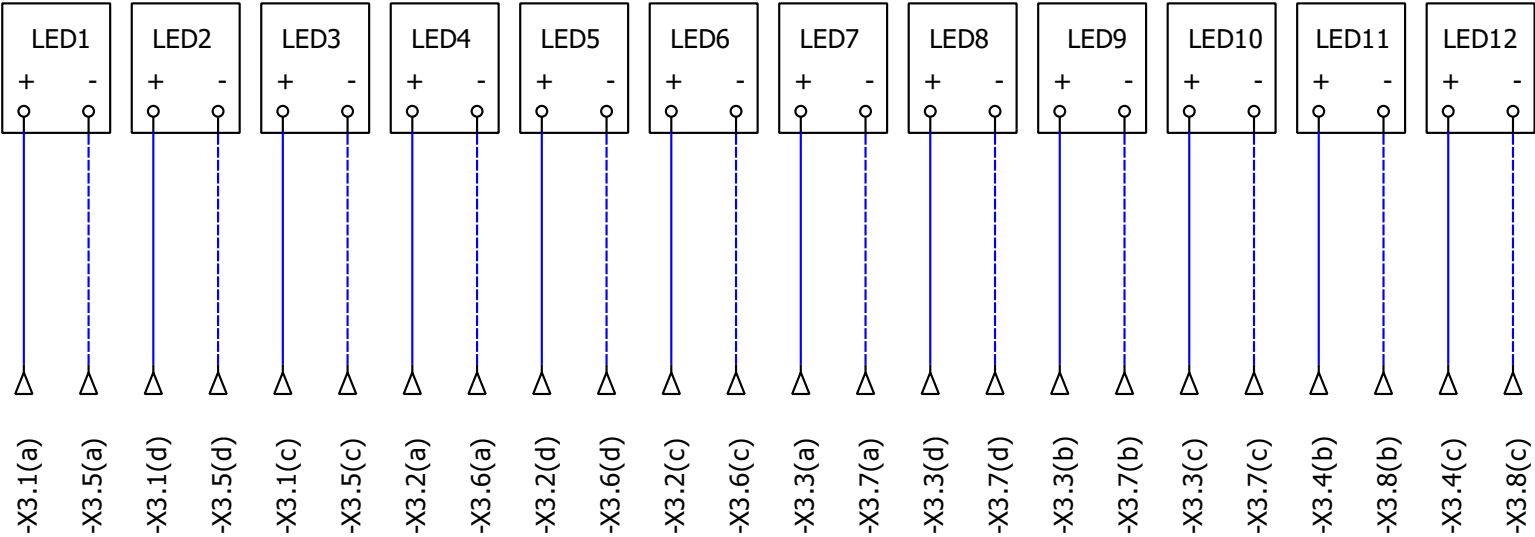 LED1 LED2 LED3 LED4 LED5 LED6 LED7 LED8 LED9 LED10 LED11 LED12
+ - + - + - + - + - + - + - + - + - + - + - + -
-X3.1(a)
-X3.5(a)
-X3.1(d)
-X3.5(d)
-X3.1(c)
-X3.5(c)
-X3.2(a)
-X3.6(a)
-X3.2(d)
-X3.6(d)
-X3.2(c)
-X3.6(c)
-X3.3(a)
-X3.7(a)
-X3.3(d)
-X3.7(d)
-X3.3(b)
-X3.7(b)
-X3.3(c)
-X3.7(c)
-X3.4(b)
-X3.8(b)
-X3.4(c)
-X3.8(c)